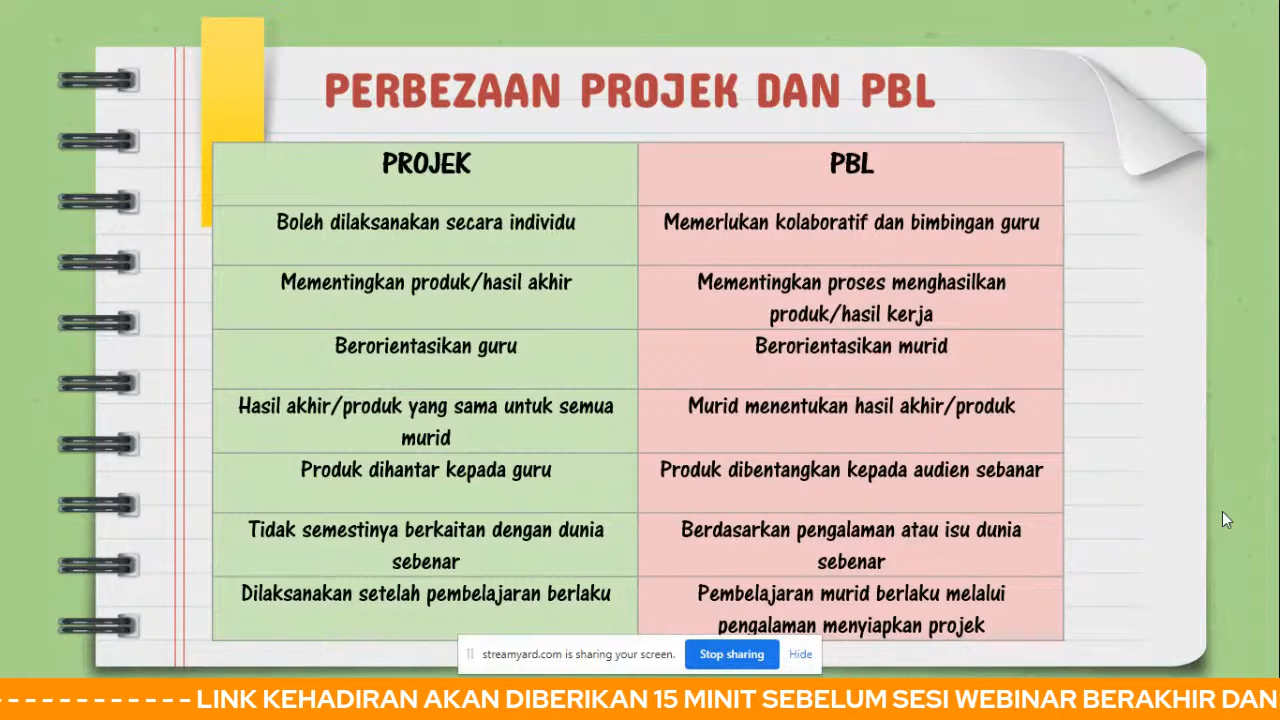 PERBEZAAN PROJEK DAN PBL
PROJEK
PBL
Boleh dilaksanakan secara individu
Memerlukan kolaboratif dan bimbingan guru
Mementingkan produk/hasil akhir
Mementingkan proses menghasilkan
produk/hasil kerja
Berorientasikan guru
Berorientasikan murid
Hasil akhir/produk yang sama untuk semua
murid
Murid menentukan hasil akhir/produk
Produk dihantar kepada guru
Produk dibentangkan kepada audien sebanar
Tidak semestinya berkaitan dengan dunia
sebenar
Berdasarkan pengalaman atau isu dunia
sebenar
Dilaksanakan setelah pembelajaran berlaku
Pembelajaran murid berlaku melalui
pengalaman menyiapkan projek
streamyard.com is sharing your screen.
Stop sharing
Hide
- - - - - - - - - - - - - LINK KEHADIRAN AKAN DIBERIKAN 15 MINIT SEBELUM SESI WEBINAR BERAKHIR DAN